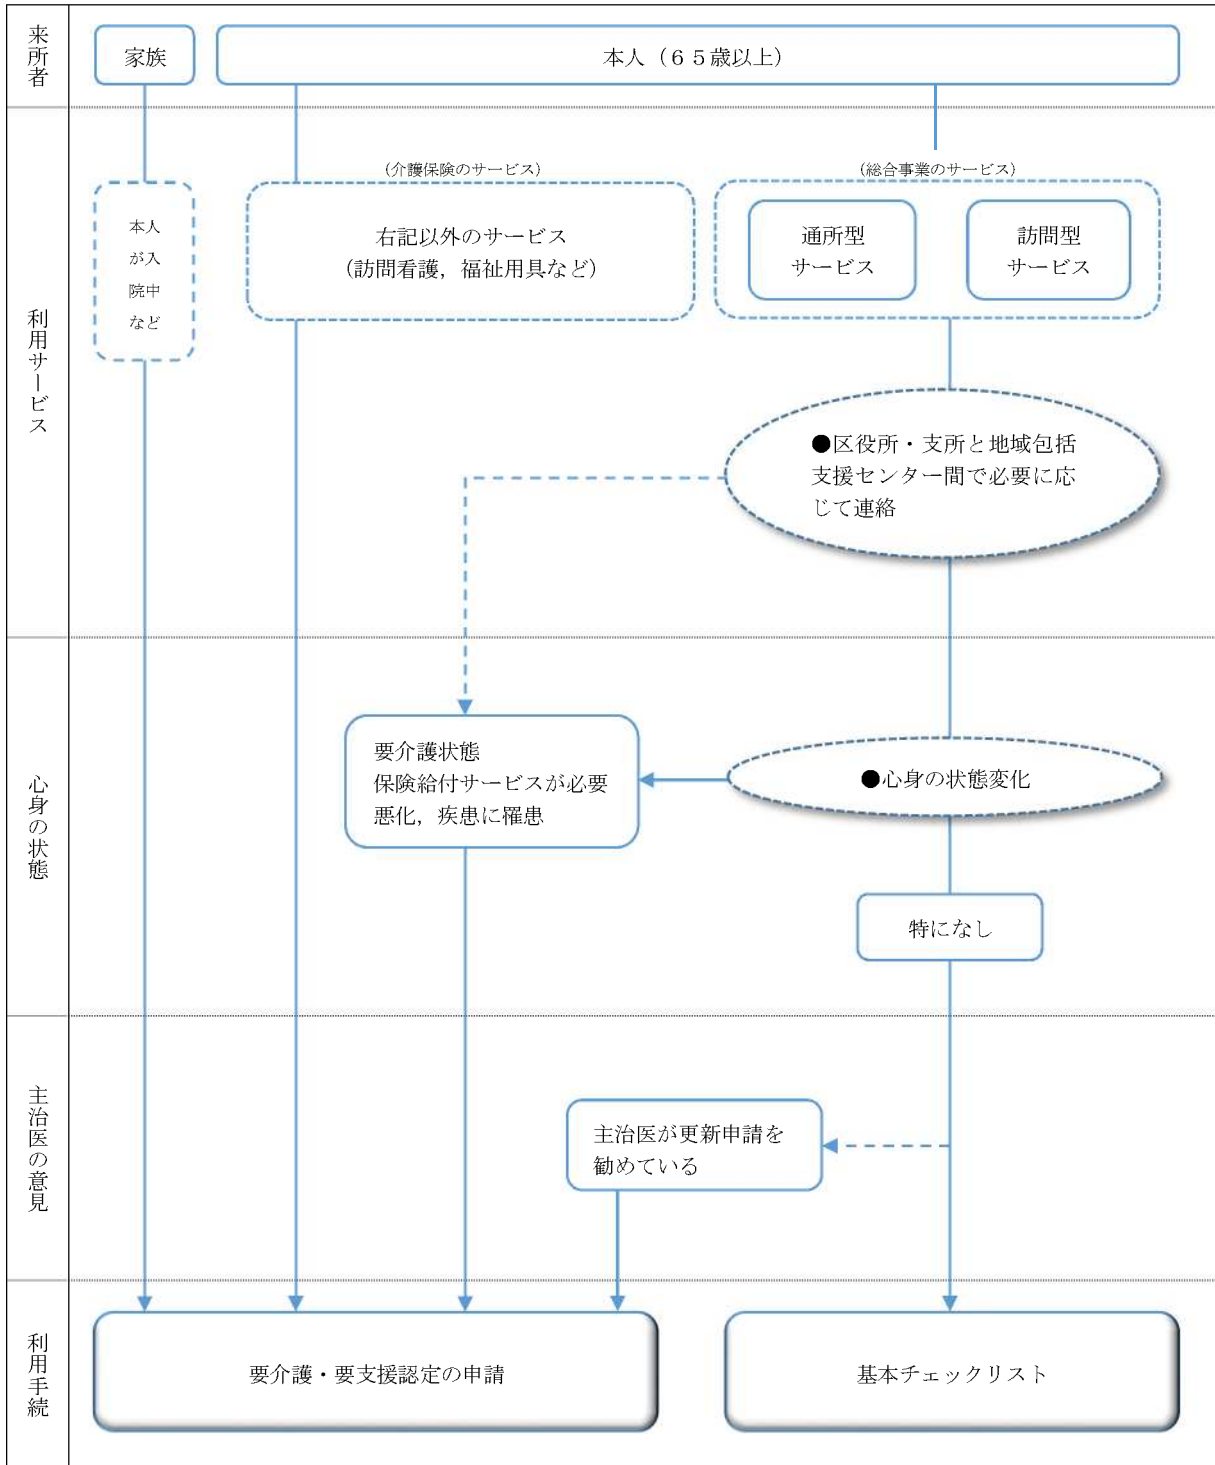 来所者
家族
本人（６５歳以上）
利用サービス
本人
が入
院中
など
（介護保険のサービス）
右記以外のサービス
（訪問看護，福祉用具など）
（総合事業のサービス）
通所型
サービス
訪問型
サービス
●区役所・支所と地域包括
支援センター間で必要に応
じて連絡
心身の状態
要介護状態
保険給付サービスが必要
悪化，疾患に罹患
●心身の状態変化
特になし
主治医の意見
主治医が更新申請を
勧めている
利用手続
要介護・要支援認定の申請
基本チェックリスト